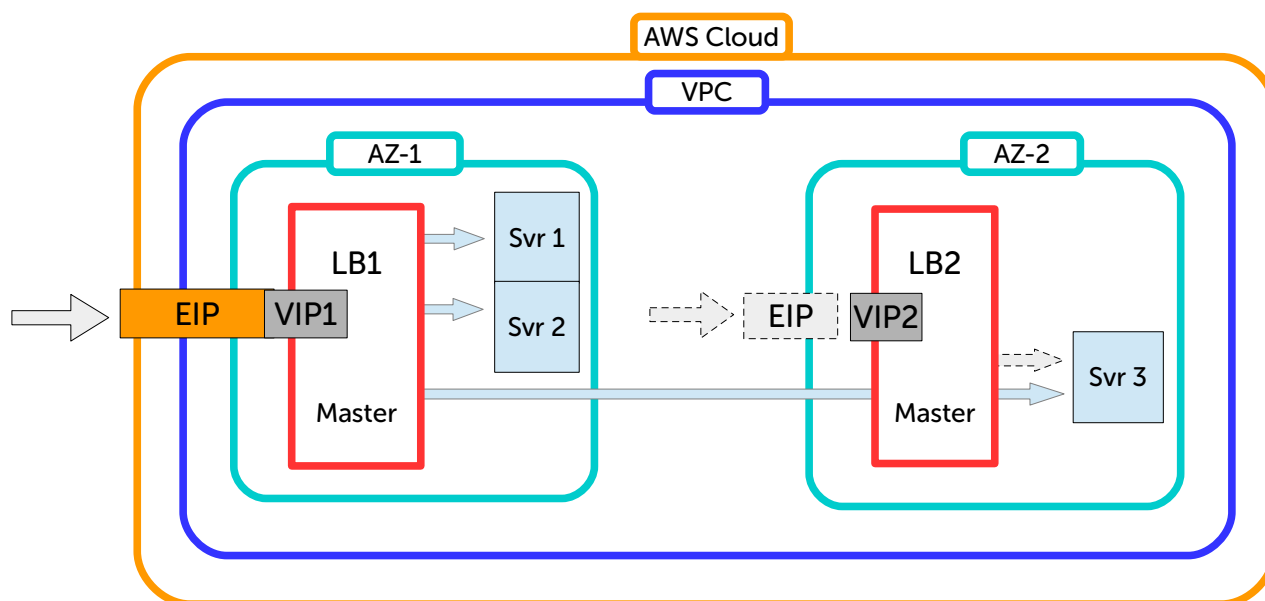 AWS Cloud
VPC
AZ-1
AZ-2
Svr 1
LB1
LB2
EIP
VIP1
Svr 2
EIP
VIP2
Svr 3
Master
Master